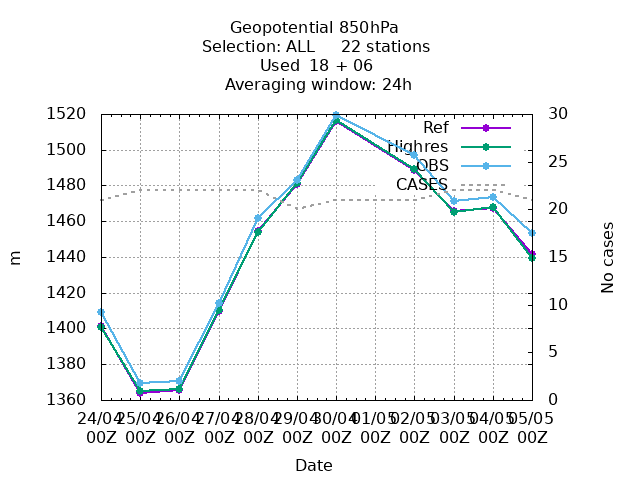 Geopotential 850hPa
Selection: ALL     22 stations
Used  18 + 06
Averaging window: 24h
1520
1500
1480
1460
1440
1420
1400
1380
1360
30
25
20
15
10
5
0
Ref
Highres
OBS
CASES
m
No cases
24/04 25/04 26/04 27/04 28/04 29/04 30/04 01/05 02/05 03/05 04/05 05/05
00Z 00Z 00Z 00Z 00Z 00Z 00Z 00Z 00Z 00Z 00Z 00Z
Date